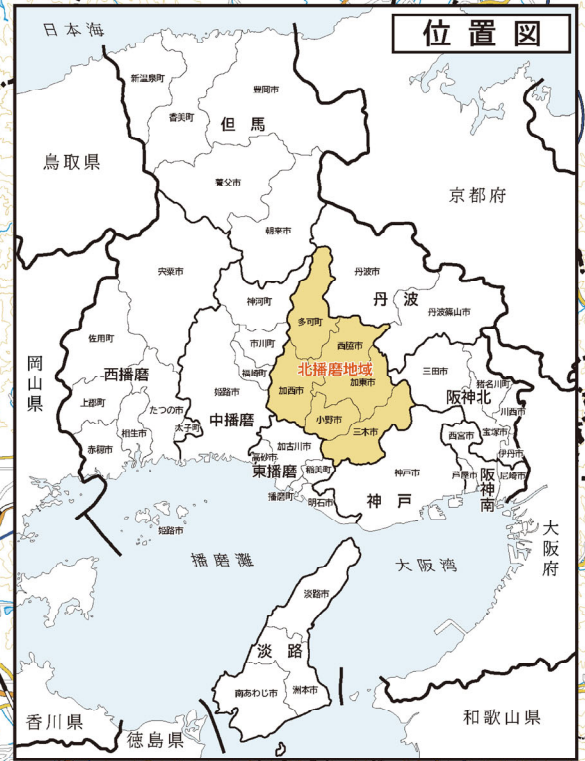 位置図
日本海
新温泉町
豊岡市
香美町
但馬
鳥取県
養父市
京都府
朝来市
宍粟市
丹波市
神河町
丹波
多可町
丹波篠山市
佐用町
市川町
西脇市
岡山県
西播磨
福崎町
北播磨地域
三田市
猪名川町
加東市
姫路市
加西市
阪神北
上郡町
たつの市
中播磨
川西市
小野市
太子町
相生市
三木市
西宮市
宝塚市
赤穂市
加古川市
伊丹市
高砂市
東播磨
稲美町
神戸市
芦屋市
阪神南
尼崎市
播磨町
明石市
神戸
姫路市
大阪府
播磨灘
大阪湾
淡路市
淡路
南あわじ市
洲本市
香川県
徳島県
和歌山県